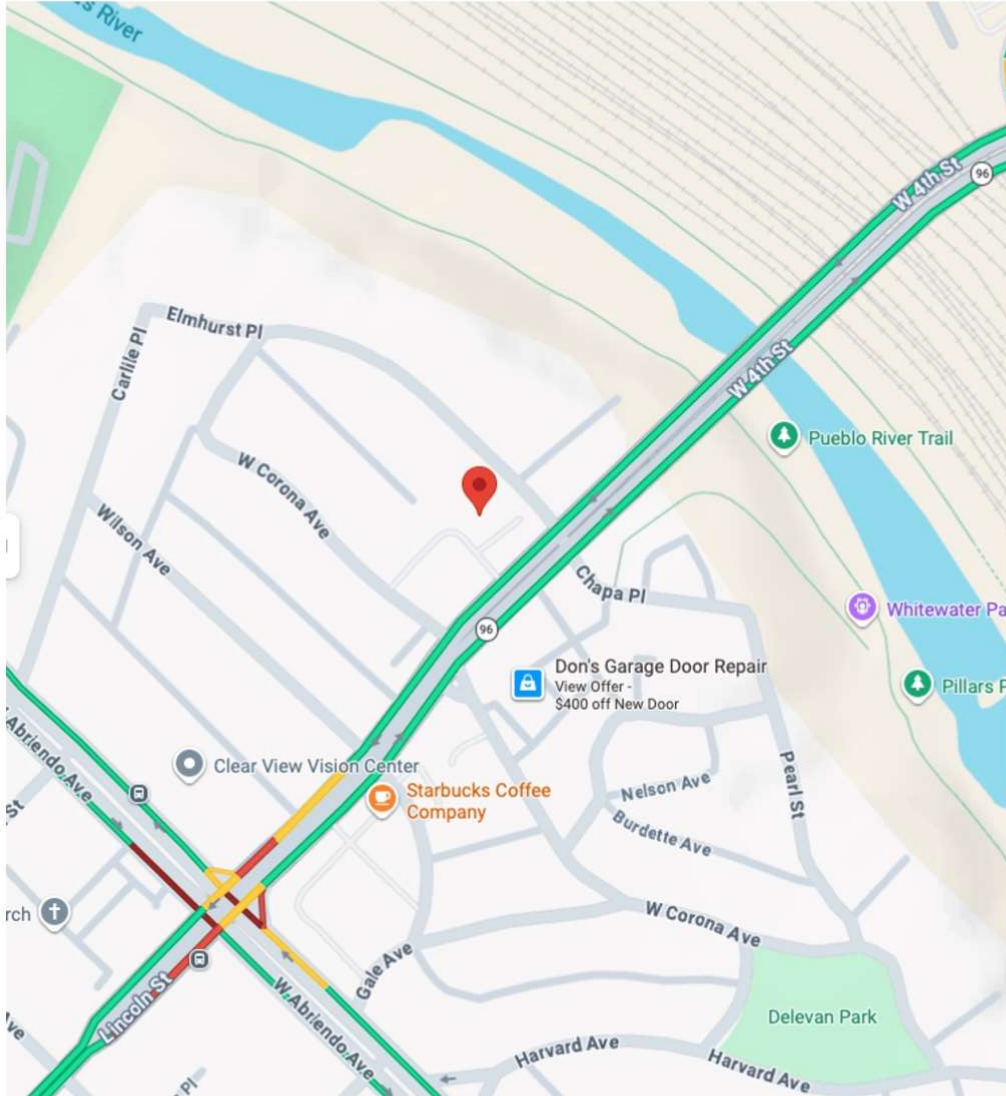 s River
W 4th St
96
Elmhurst Pl
Carlile Pl
W 4th St
Pueblo River Trail
W Corona Ave
Wilson Ave
Chapa Pl
Whitewater Pa
96
Don's Garage Door Repair
View Offer -
$400 off New Door
Pillars P
Abriendo Ave
Clear View Vision Center
Starbucks Coffee
Company
Nelson Ave
Pearl St
Burdette Ave
St
rch
W Corona Ave
Gale Ave
Lincoln St
W Abriendo Ave
Delevan Park
Ave
Harvard Ave
Harvard Ave
Pl